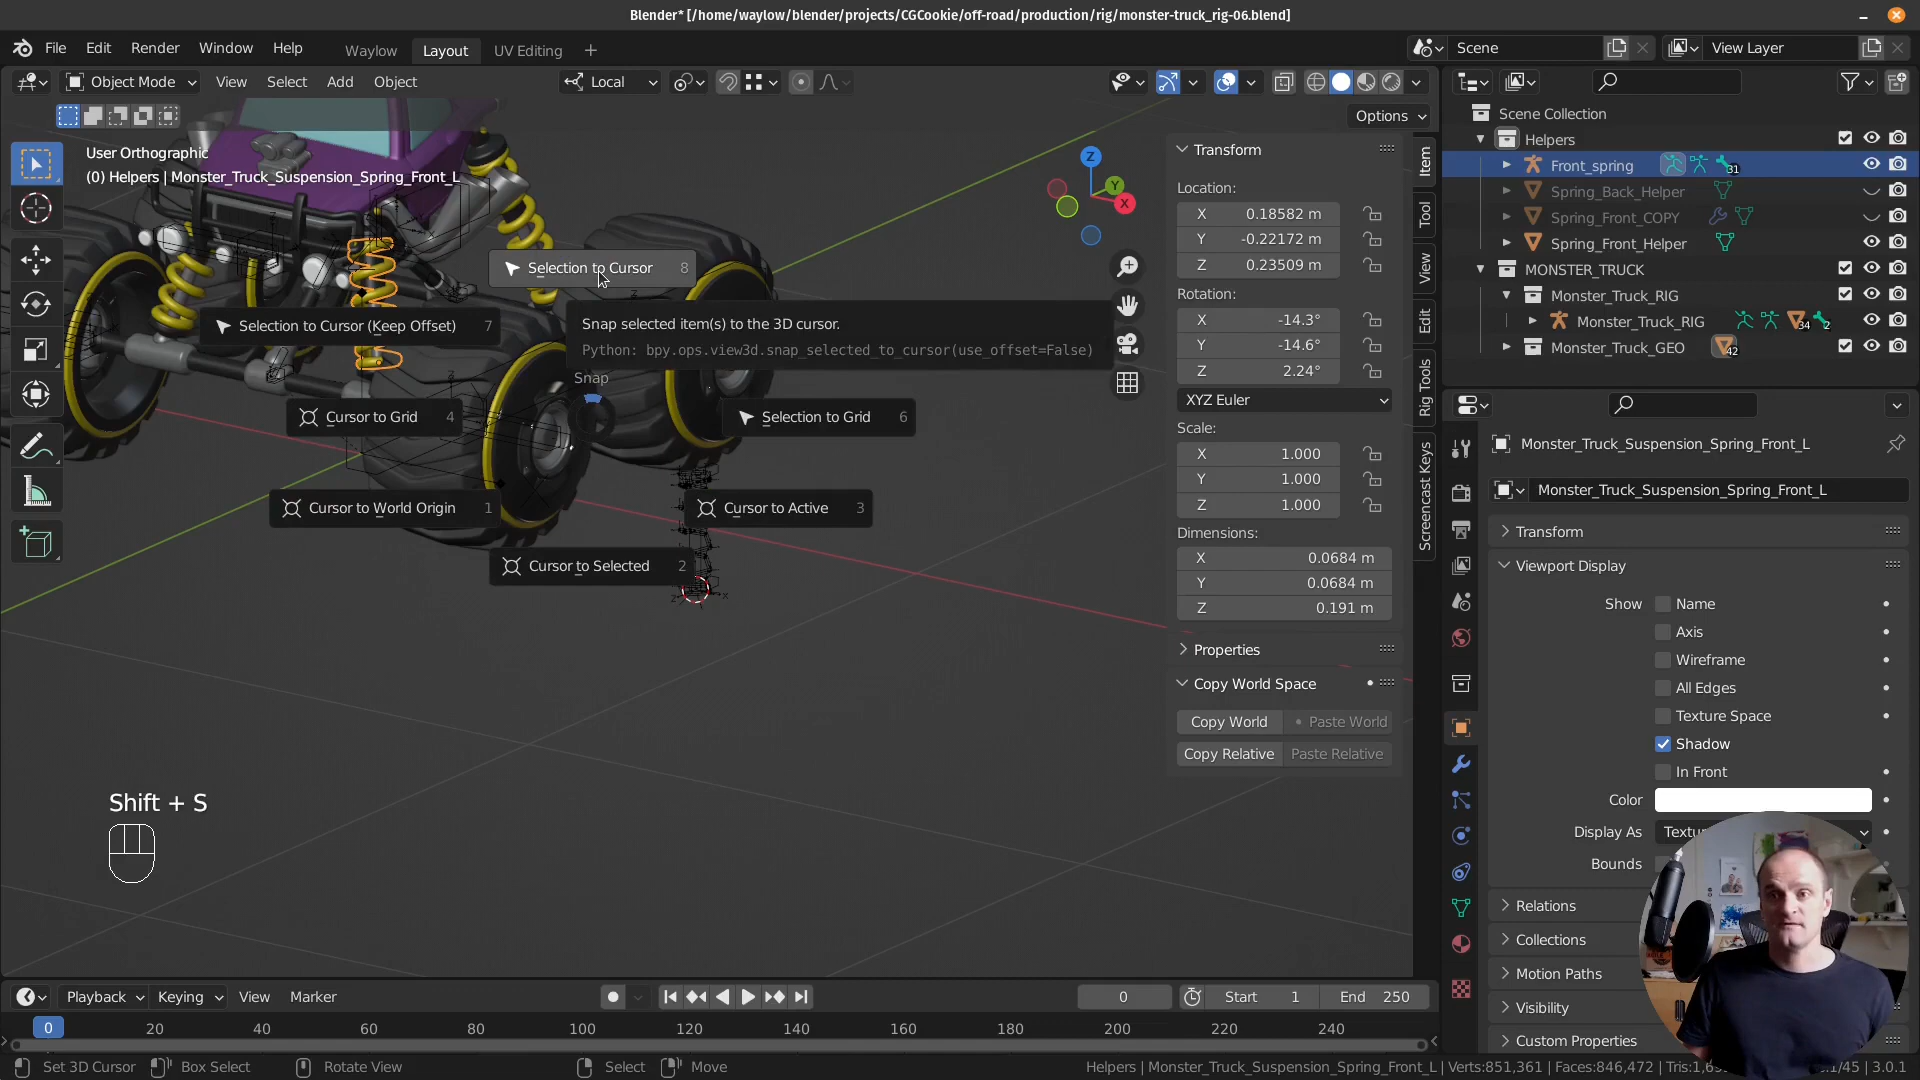 Blender* [/home/waylow/blender/projects/CGCookie/off-road/production/rig/monster-truck_rig-06.blend]
File Edit Render Window Help Waylow Layout UV Editing + Scene View Layer
Object Mode View Select Add Object Local
Options
User Orthographic
(0) Helpers | Monster_Truck_Suspension_Spring_Front_L
Z
Y
X
Selection to Cursor 8
Snap selected item(s) to the 3D cursor.
Python: bpy.ops.view3d.snap_selected_to_cursor(use_offset=False)
Selection to Cursor (Keep Offset) 7
Snap
Cursor to Grid 4
Selection to Grid 6
Cursor to World Origin 1
Cursor to Active 3
Cursor to Selected 2
Shift + S
Transform
Location:
X 0.18582 m
Y -0.22172 m
Z 0.23509 m
Rotation:
X -14.3°
Y -14.6°
Z 2.24°
XYZ Euler
Scale:
X 1.000
Y 1.000
Z 1.000
Dimensions:
X 0.0684 m
Y 0.0684 m
Z 0.191 m
Properties
Copy World Space
Copy World Paste World
Copy Relative Paste Relative
Item
Tool
View
Edit
Rig Tools
Screencast Keys
Scene Collection
Helpers
Front_spring 31
Spring_Back_Helper
Spring_Front_COPY
Spring_Front_Helper
MONSTER_TRUCK
Monster_Truck_RIG
Monster_Truck_RIG 34 2
Monster_Truck_GEO 42
Monster_Truck_Suspension_Spring_Front_L
Monster_Truck_Suspension_Spring_Front_L
Transform
Viewport Display
Show Name
Axis
Wireframe
All Edges
Texture Space
Shadow
In Front
Color
Display As
Bounds
Relations
Collections
Motion Paths
Visibility
Custom Properties
Playback Keying View Marker 0 Start 1 End 250
0 20 40 60 80 100 120 140 160 180 200 220 240
Set 3D Cursor Box Select Rotate View Select Move Helpers | Monster_Truck_Suspension_Spring_Front_L | Verts:851,361 | Faces:846,472 | 3.0.1